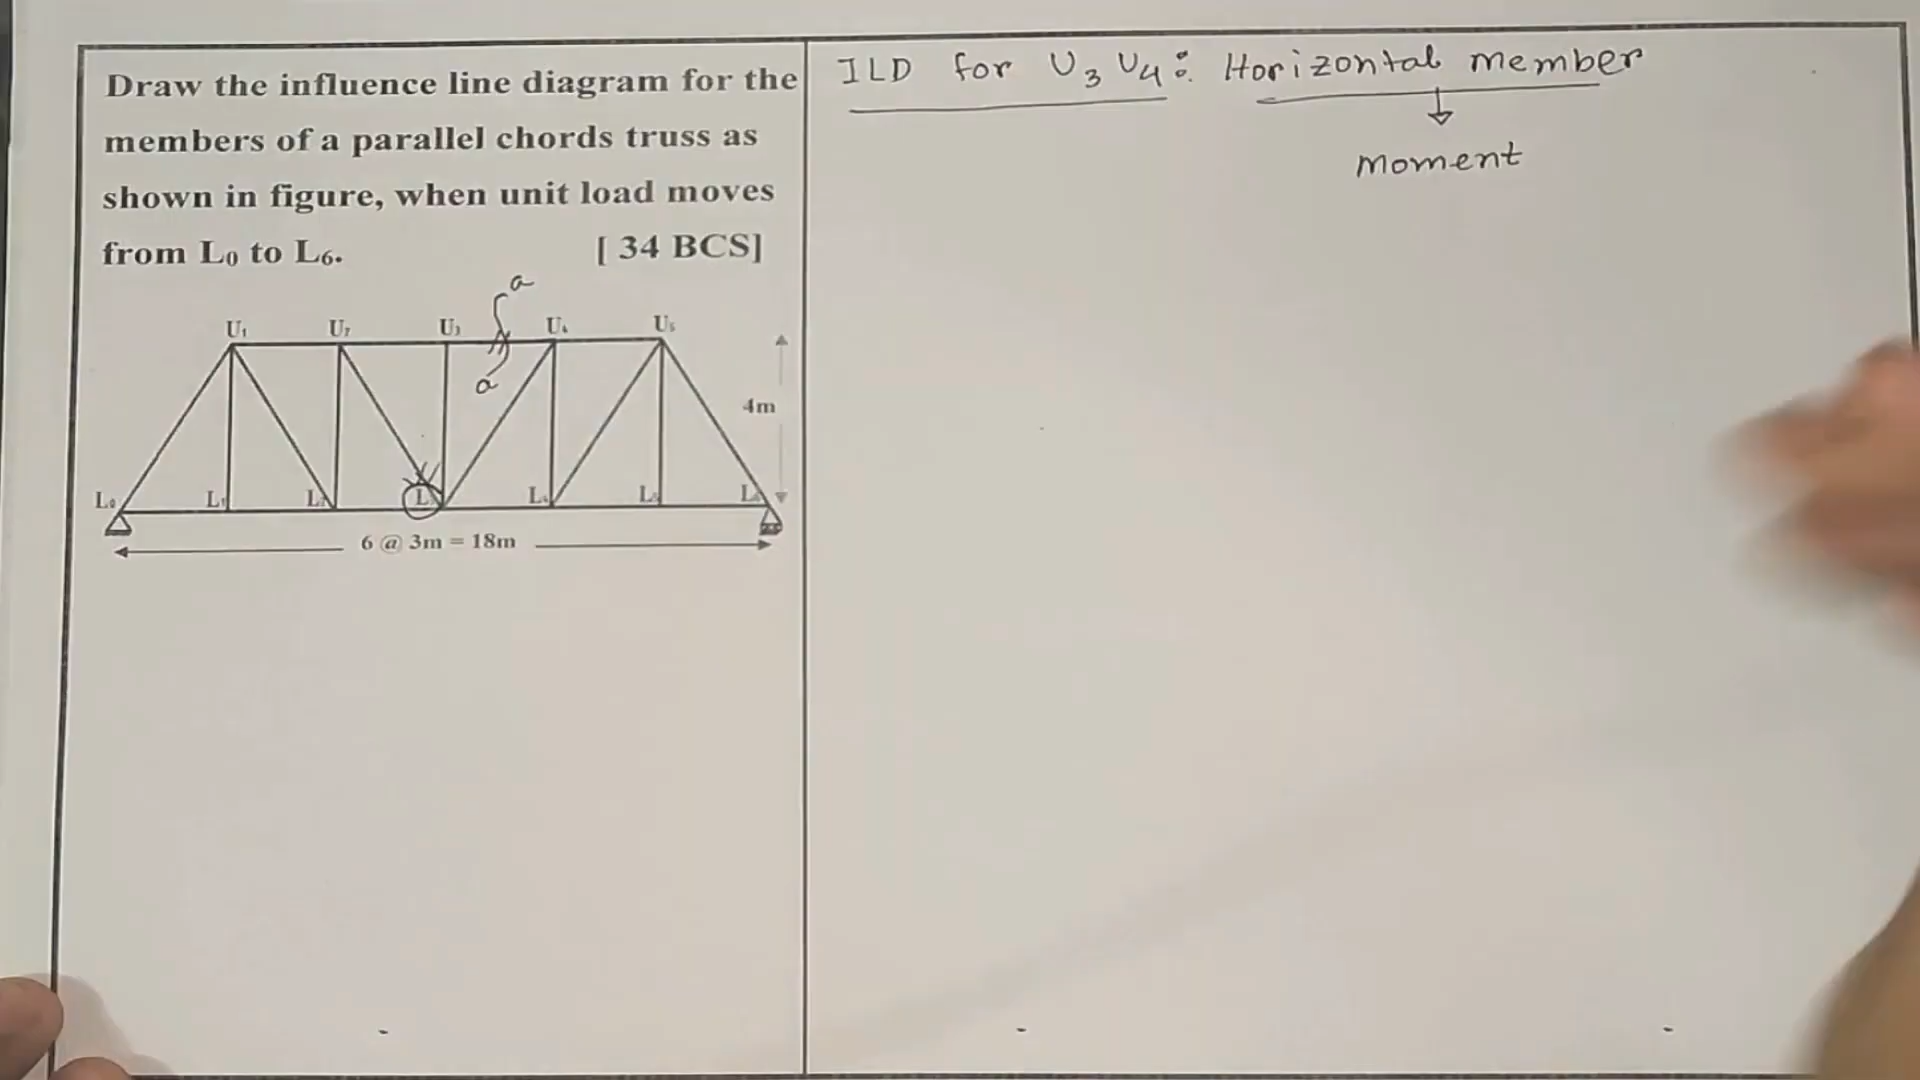 Draw the influence line diagram for the
members of a parallel chords truss as
shown in figure, when unit load moves
from L0 to L6.
[ 34 BCS]
ILD for U3 U4: Horizontal member
Moment
a
U1 U2 U3 U4 U5
a
4m
L0 L1 L2 L3 L4 L5 L6
6 @ 3m = 18m